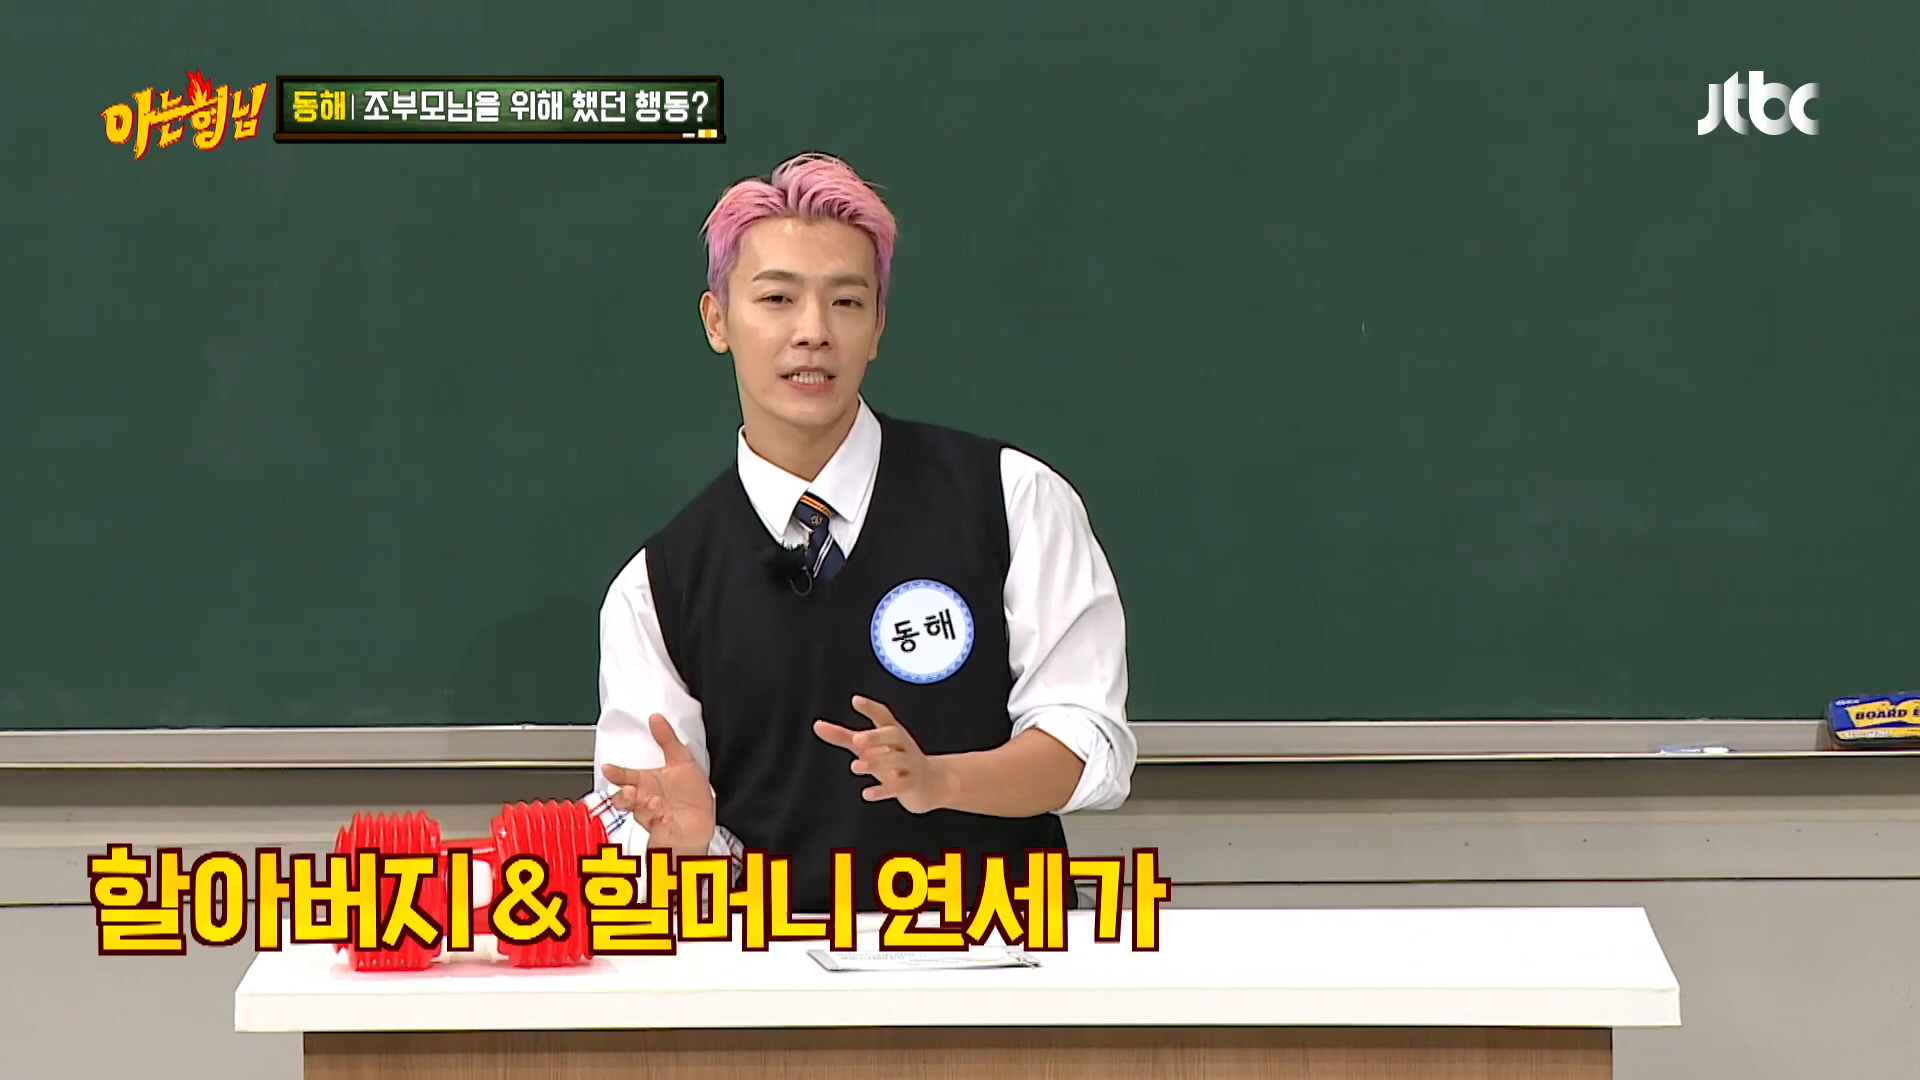 아는형님
동해 | 조부모님을 위해 했던 행동?
jtbc
동해
BOARD
할아버지 & 할머니 연세가